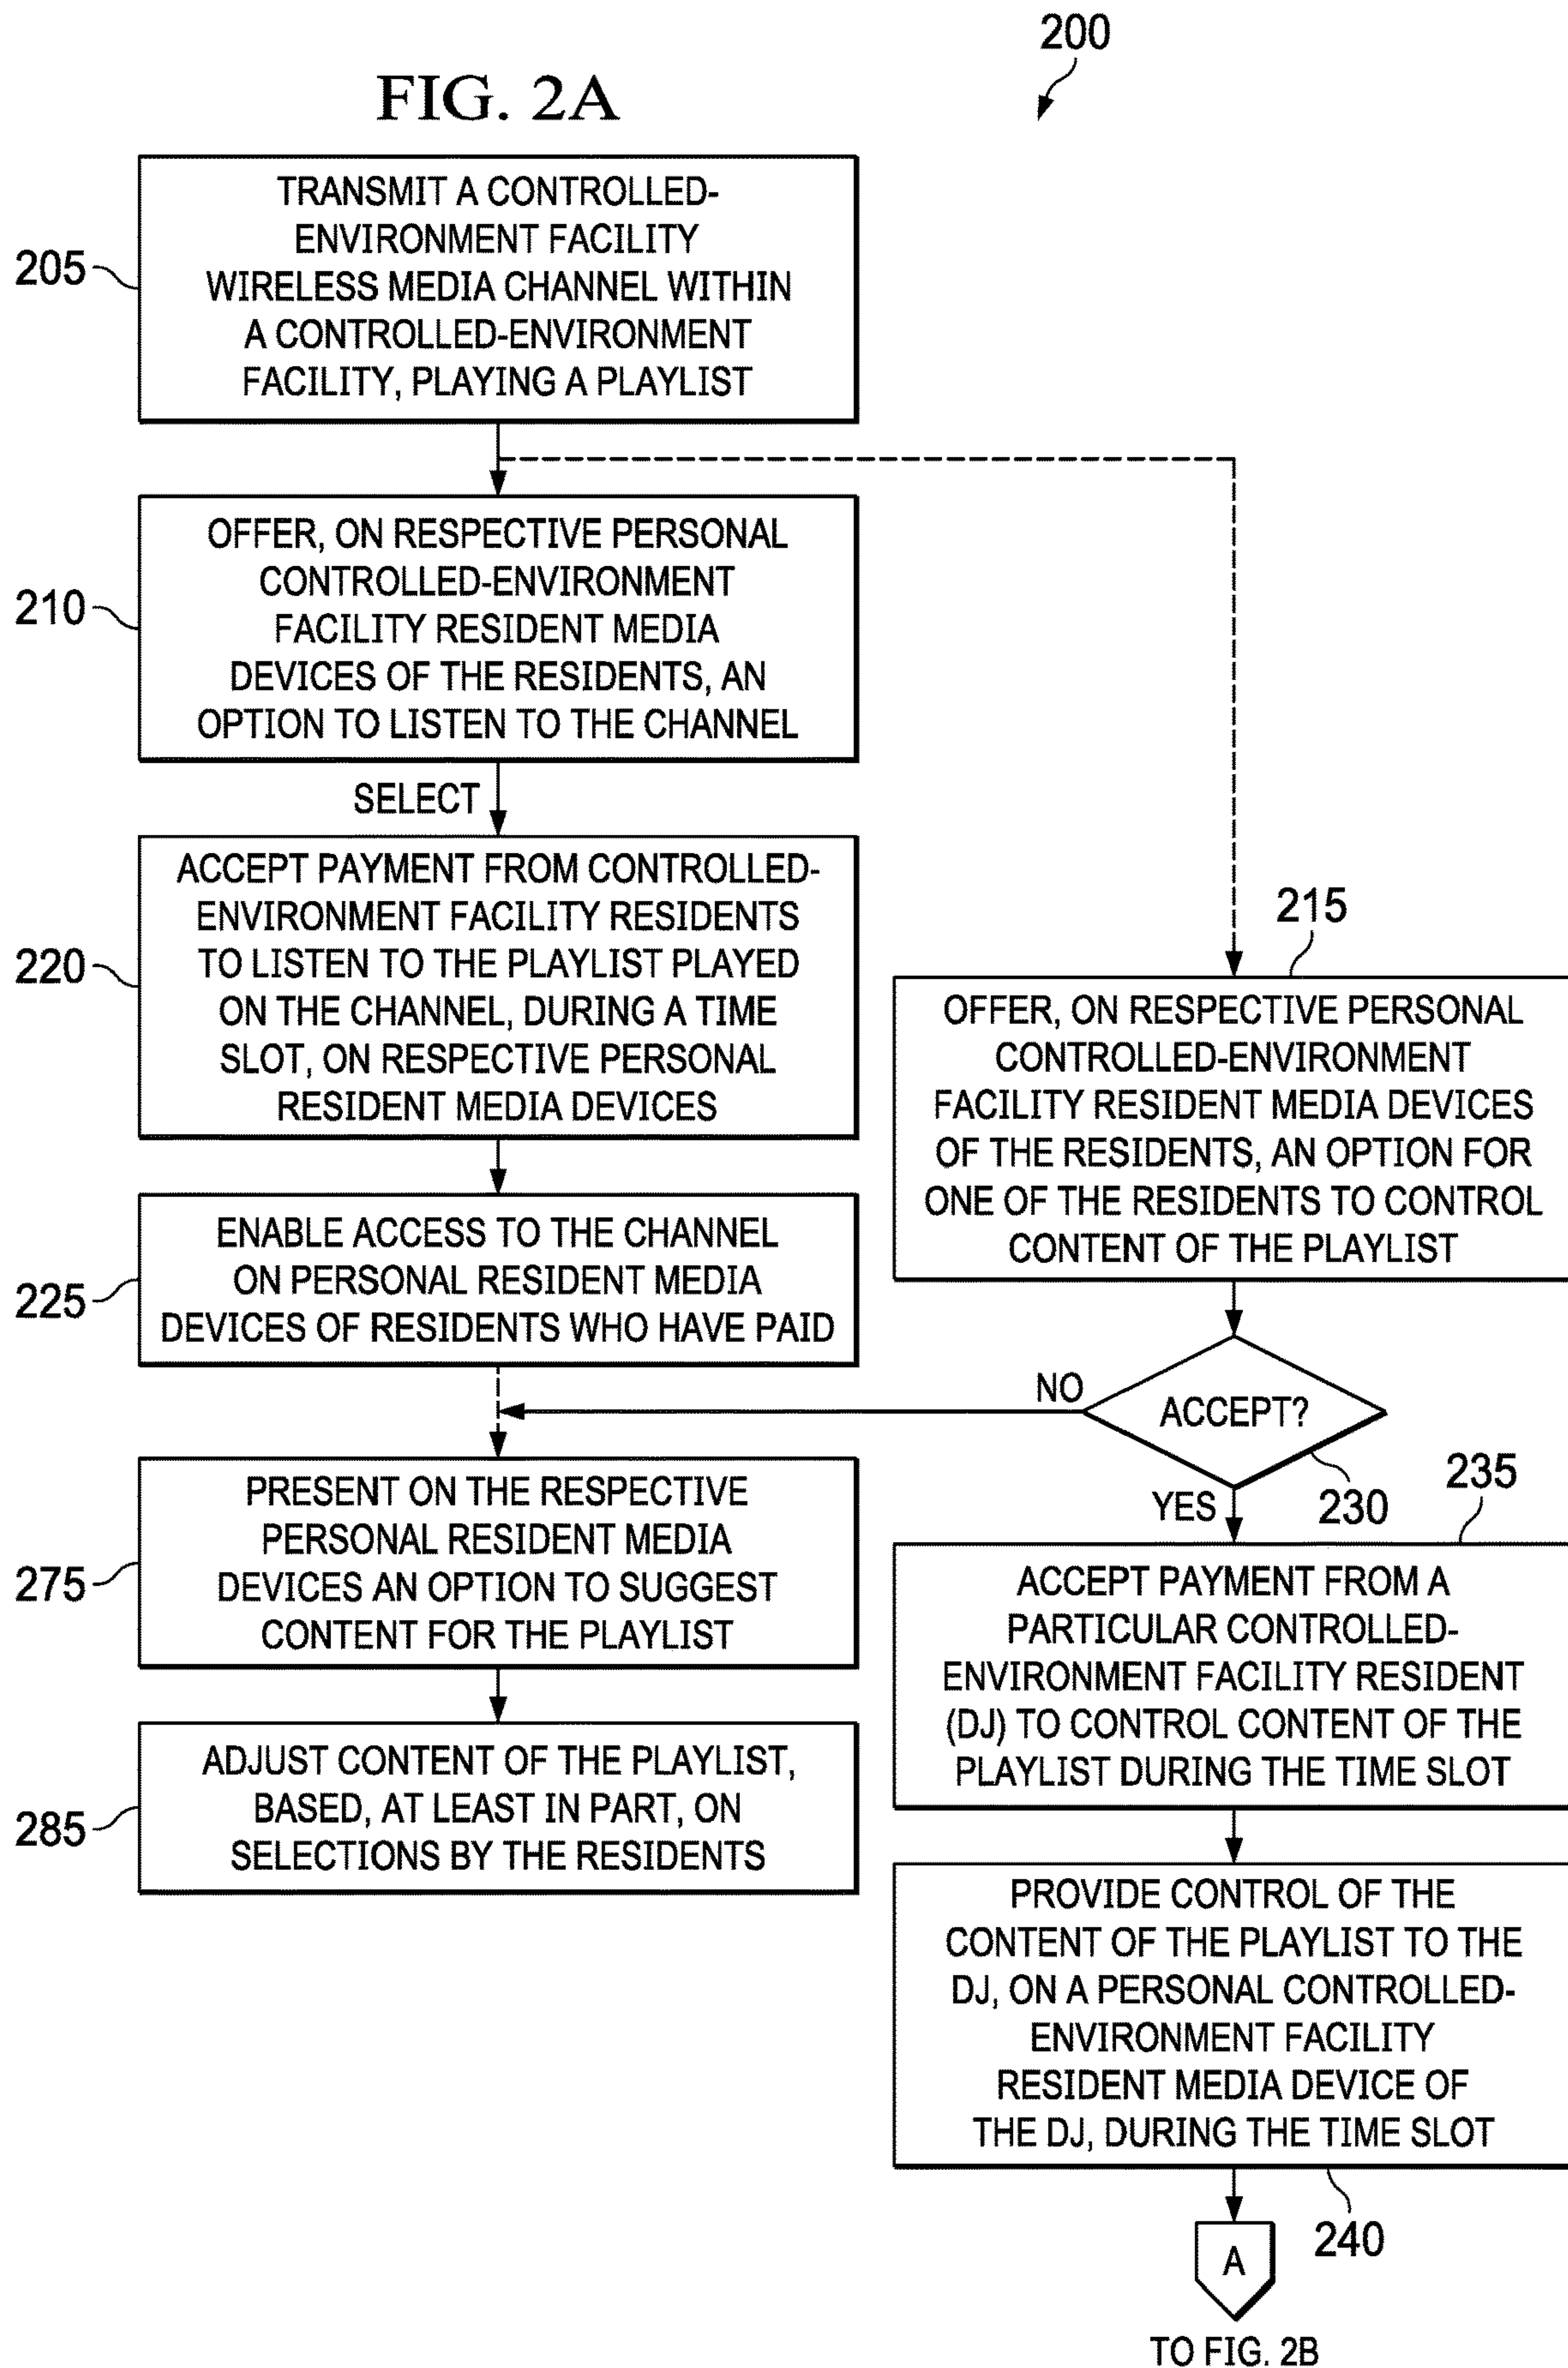 200
FIG. 2A
TRANSMIT A CONTROLLED-
ENVIRONMENT FACILITY
WIRELESS MEDIA CHANNEL WITHIN
A CONTROLLED-ENVIRONMENT
FACILITY, PLAYING A PLAYLIST
205
OFFER, ON RESPECTIVE PERSONAL
CONTROLLED-ENVIRONMENT
FACILITY RESIDENT MEDIA
DEVICES OF THE RESIDENTS, AN
OPTION TO LISTEN TO THE CHANNEL
210
SELECT
ACCEPT PAYMENT FROM CONTROLLED-
ENVIRONMENT FACILITY RESIDENTS
TO LISTEN TO THE PLAYLIST PLAYED
ON THE CHANNEL, DURING A TIME
SLOT, ON RESPECTIVE PERSONAL
RESIDENT MEDIA DEVICES
220
ENABLE ACCESS TO THE CHANNEL
ON PERSONAL RESIDENT MEDIA
DEVICES OF RESIDENTS WHO HAVE PAID
225
PRESENT ON THE RESPECTIVE
PERSONAL RESIDENT MEDIA
DEVICES AN OPTION TO SUGGEST
CONTENT FOR THE PLAYLIST
275
ADJUST CONTENT OF THE PLAYLIST,
BASED, AT LEAST IN PART, ON
SELECTIONS BY THE RESIDENTS
285
215
OFFER, ON RESPECTIVE PERSONAL
CONTROLLED-ENVIRONMENT
FACILITY RESIDENT MEDIA DEVICES
OF THE RESIDENTS, AN OPTION FOR
ONE OF THE RESIDENTS TO CONTROL
CONTENT OF THE PLAYLIST
NO
ACCEPT?
230
YES
235
ACCEPT PAYMENT FROM A
PARTICULAR CONTROLLED-
ENVIRONMENT FACILITY RESIDENT
(DJ) TO CONTROL CONTENT OF THE
PLAYLIST DURING THE TIME SLOT
PROVIDE CONTROL OF THE
CONTENT OF THE PLAYLIST TO THE
DJ, ON A PERSONAL CONTROLLED-
ENVIRONMENT FACILITY
RESIDENT MEDIA DEVICE OF
THE DJ, DURING THE TIME SLOT
240
A
TO FIG. 2B